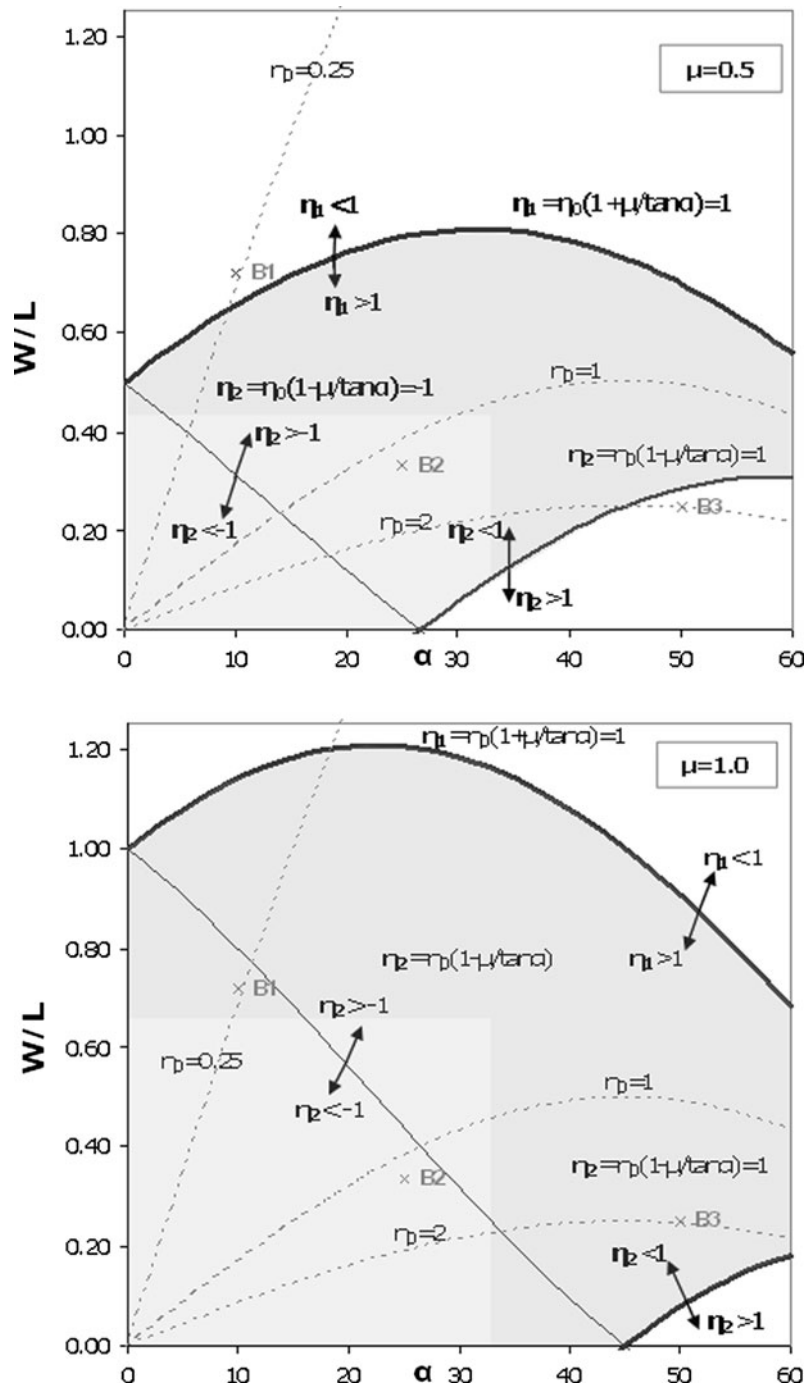 1.20
η₀=0.25
μ=0.5
1.00
η₁<1
η₁=η₀(1+μ/tanα)=1
0.80
B1
η₁>1
0.60
W/L
η₂=η₀(1-μ/tanα)=-1
η₀=1
0.40
η₂>-1
B2
η₂=η₀(1-μ/tanα)=1
η₂<-1
η₀=2
η₂<1
B3
0.20
η₂>1
0.00
0 10 20 α 30 40 50 60
η₁=η₀(1+μ/tanα)=1
1.20
μ=1.0
1.00
η₁<1
η₂=η₀(1-μ/tanα)
η₁>1
0.80
B1
η₂>-1
W/L
0.60
η₀=0.25
η₂<-1
η₀=1
0.40
B2
η₂=η₀(1-μ/tanα)=1
B3
0.20
η₀=2
η₂<1
η₂>1
0.00
0 10 20 α 30 40 50 60